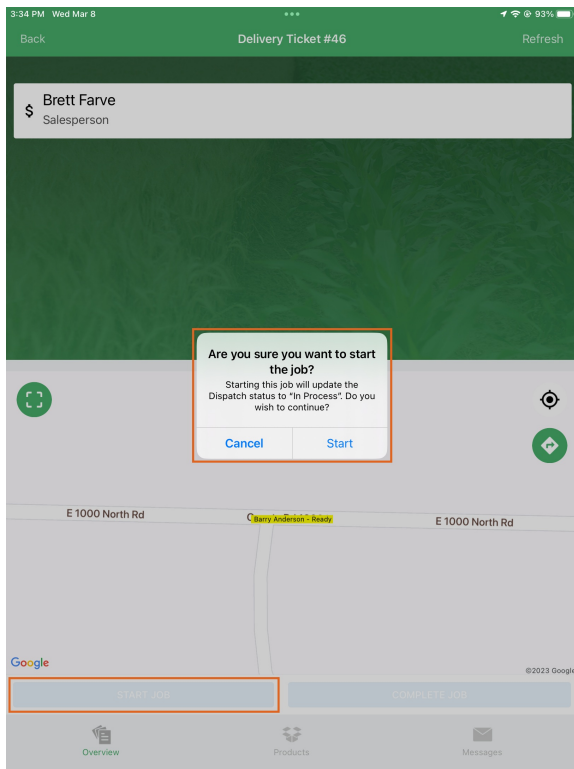 3:34 PM Wed Mar 8
93%
Back
Delivery Ticket #46
Refresh
$
Brett Farve
Salesperson
Are you sure you want to start
the job?
Starting this job will update the
Dispatch status to "In Process". Do you
wish to continue?
Cancel
Start
E 1000 North Rd
Barry Anderson - Ready
E 1000 North Rd
Google
©2023 Google
START JOB
COMPLETE JOB
Overview
Products
Messages